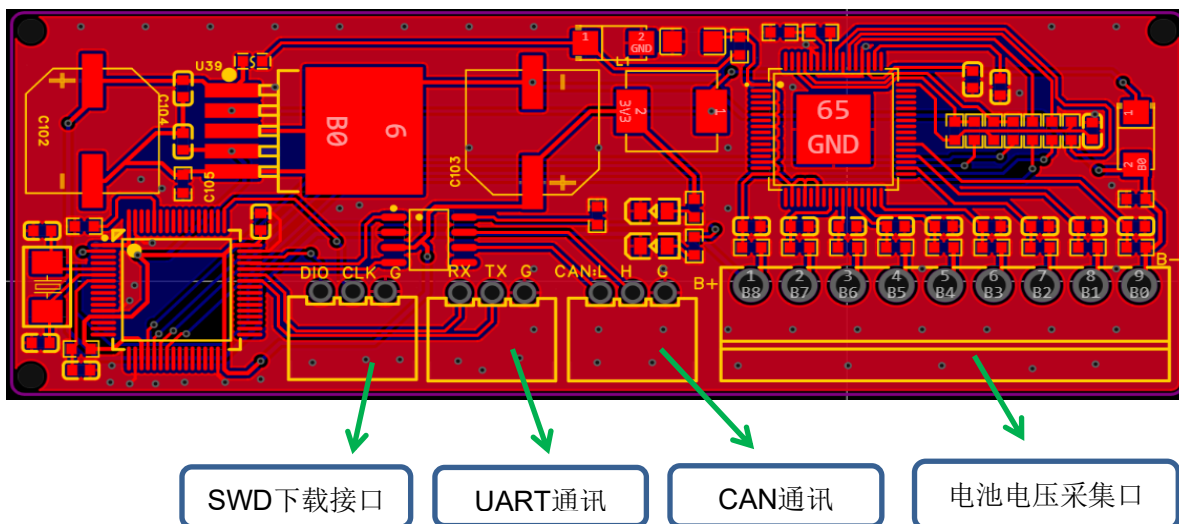 U39
S
1
2
GND
L1
C102
C104
C105
B0
9
C103
3V3
2
1
65
GND
1
2
B0
DIO CLK G
RX TX G
CAN:L H G
B+
B-
1 2 3 4 5 6 7 8 9
B8 B7 B6 B5 B4 B3 B2 B1 B0
SWD下载接口
UART通讯
CAN通讯
电池电压采集口